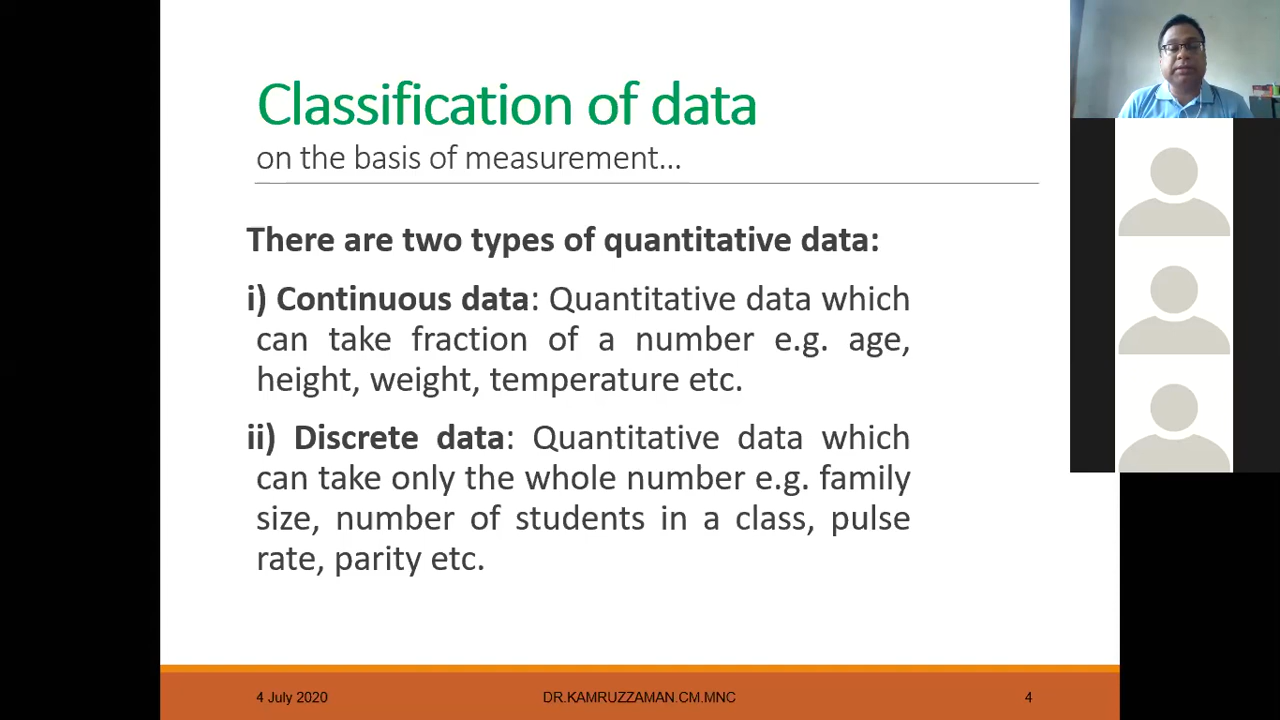 Classification of data
on the basis of measurement...
There are two types of quantitative data:
i) Continuous data: Quantitative data which
can take fraction of a number e.g. age,
height, weight, temperature etc.
ii) Discrete data: Quantitative data which
can take only the whole number e.g. family
size, number of students in a class, pulse
rate, parity etc.
4 July 2020
DR.KAMRUZZAMAN.CM.MNC
4